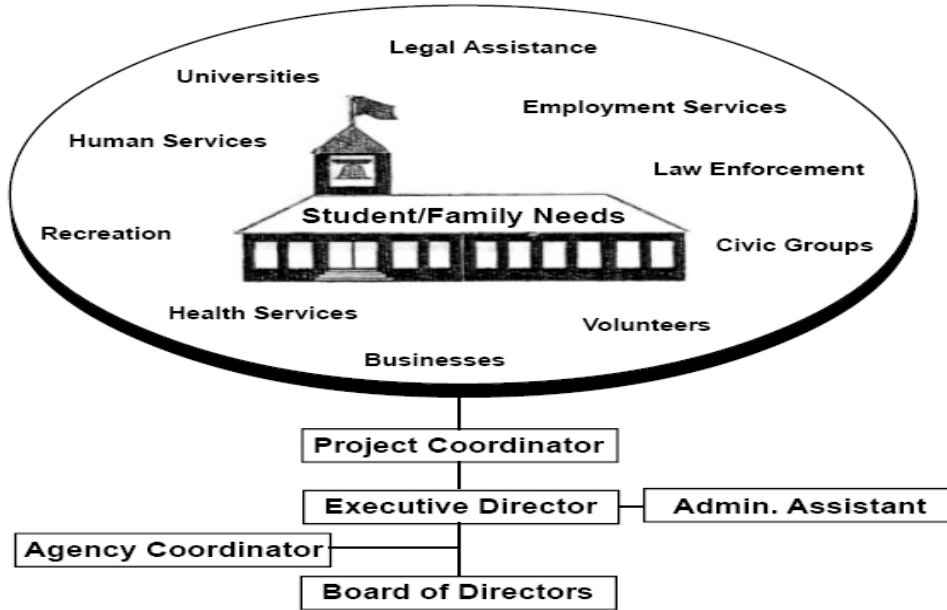 Legal Assistance
Universities
Employment Services
Human Services
Law Enforcement
Student/Family Needs
Recreation
Civic Groups
Health Services
Volunteers
Businesses
Project Coordinator
Executive Director
Admin. Assistant
Agency Coordinator
Board of Directors